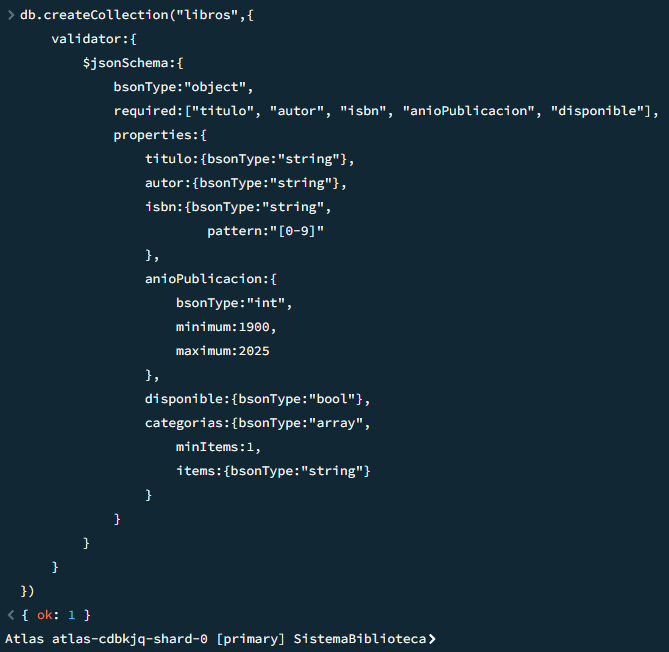 > db.createCollection("libros",{
validator:{
$jsonSchema:{
bsonType:"object",
required:["titulo", "autor", "isbn", "anioPublicacion", "disponible"],
properties:{
titulo:{bsonType:"string"},
autor:{bsonType:"string"},
isbn:{bsonType:"string",
pattern:"[0-9]"
},
anioPublicacion:{
bsonType:"int",
minimum:1900,
maximum:2025
},
disponible:{bsonType:"bool"},
categorias:{bsonType:"array",
minItems:1,
items:{bsonType:"string"}
}
}
}
}
})
< { ok: 1 }
Atlas atlas-cdbkjq-shard-0 [primary] SistemaBiblioteca>